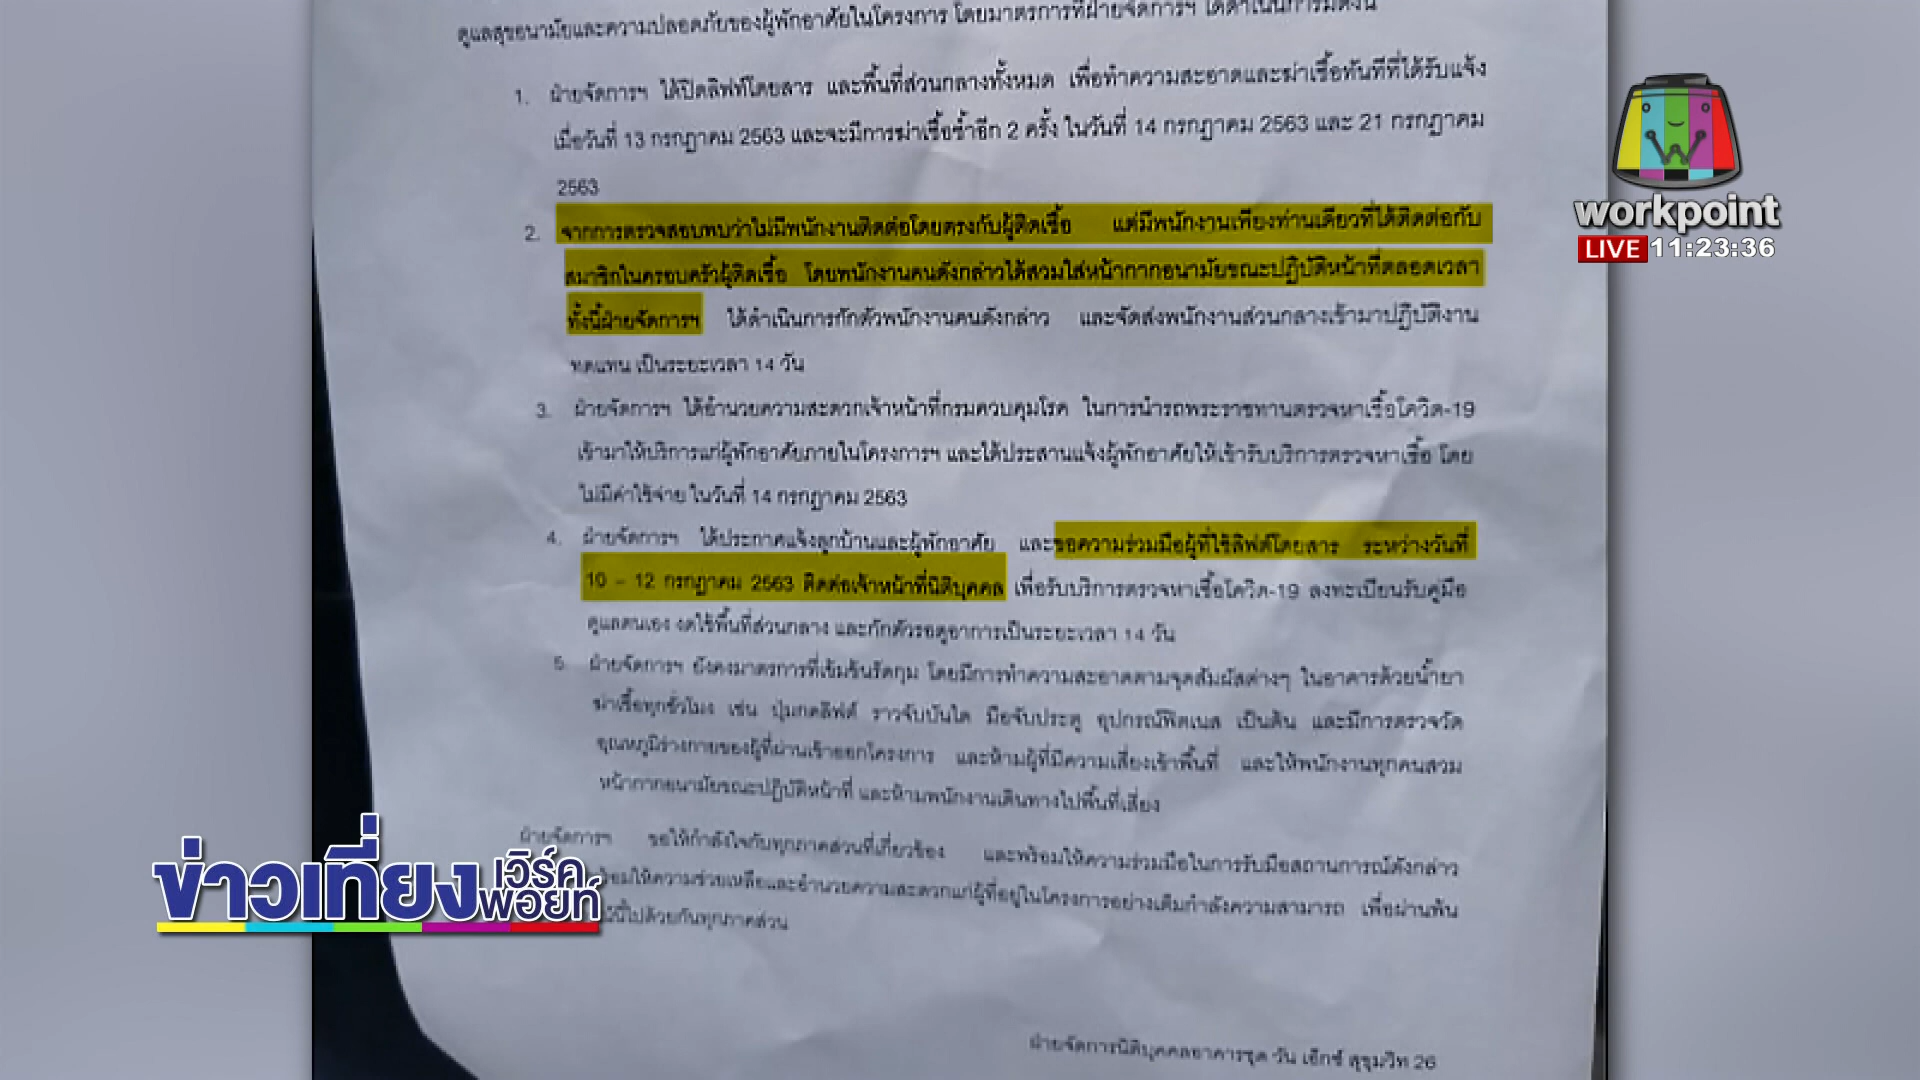 ดูแลสุขอนามัยและความปลอดภัยของผู้พักอาศัยในโครงการ โดยมาตรการที่ฝ่ายจัดการฯ ได้ดำเนินการมีดังนี้
1. ฝ่ายจัดการฯ ได้ปิดลิฟท์โดยสาร และพื้นที่ส่วนกลางทั้งหมด เพื่อทำความสะอาดและฆ่าเชื้อทันทีที่ได้รับแจ้ง
เมื่อวันที่ 13 กรกฎาคม 2563 และจะมีการฆ่าเชื้อซ้ำอีก 2 ครั้ง ในวันที่ 14 กรกฎาคม 2563 และ 21 กรกฎาคม
2563
2. จากการตรวจสอบพบว่าไม่มีพนักงานติดต่อโดยตรงกับผู้ติดเชื้อ แต่มีพนักงานเพียงท่านเดียวที่ได้ติดต่อกับ
สมาชิกในครอบครัวผู้ติดเชื้อ โดยพนักงานคนดังกล่าวได้สวมใส่หน้ากากอนามัยขณะปฏิบัติหน้าที่ตลอดเวลา
ทั้งนี้ฝ่ายจัดการฯ ได้ดำเนินการกักตัวพนักงานคนดังกล่าว และจัดส่งพนักงานส่วนกลางเข้ามาปฏิบัติงาน
ทดแทน เป็นระยะเวลา 14 วัน
3. ฝ่ายจัดการฯ ได้อำนวยความสะดวกเจ้าหน้าที่กรมควบคุมโรค ในการนำรถพระราชทานตรวจหาเชื้อโควิด-19
เข้ามาให้บริการแก่ผู้พักอาศัยภายในโครงการฯ และได้ประสานแจ้งผู้พักอาศัยให้เข้ารับบริการตรวจหาเชื้อ โดย
ไม่มีค่าใช้จ่าย ในวันที่ 14 กรกฎาคม 2563
4. ฝ่ายจัดการฯ ได้ประกาศแจ้งลูกบ้านและผู้พักอาศัย และขอความร่วมมือผู้ที่ใช้ลิฟต์โดยสาร ระหว่างวันที่
10 – 12 กรกฎาคม 2563 ติดต่อเจ้าหน้าที่นิติบุคคล เพื่อรับบริการตรวจหาเชื้อโควิด-19 ลงทะเบียนรับคู่มือ
ดูแลตนเอง งดใช้พื้นที่ส่วนกลาง และกักตัวรอดูอาการเป็นระยะเวลา 14 วัน
5. ฝ่ายจัดการฯ ยังคงมาตรการที่เข้มข้นรัดกุม โดยมีการทำความสะอาดตามจุดสัมผัสต่างๆ ในอาคารด้วยน้ำยา
ฆ่าเชื้อทุกชั่วโมง เช่น ปุ่มกดลิฟต์ ราวจับบันได มือจับประตู อุปกรณ์ฟิตเนส เป็นต้น และมีการตรวจวัด
อุณหภูมิร่างกายของผู้ที่ผ่านเข้าออกโครงการ และห้ามผู้ที่มีความเสี่ยงเข้าพื้นที่ และให้พนักงานทุกคนสวม
หน้ากากอนามัยขณะปฏิบัติหน้าที่ และห้ามพนักงานเดินทางไปพื้นที่เสี่ยง
ฝ่ายจัดการฯ ขอให้กำลังใจกับทุกภาคส่วนที่เกี่ยวข้อง และพร้อมให้ความร่วมมือในการรับมือสถานการณ์ดังกล่าว
ร้อมให้ความช่วยเหลือและอำนวยความสะดวกแก่ผู้ที่อยู่ในโครงการอย่างเต็มกำลังความสามารถ เพื่อผ่านพ้น
นี้ไปด้วยกันทุกภาคส่วน
ฝ่ายจัดการนิติบุคคลอาคารชุด วัน เอ็กซ์ สุขุมวิท 26
workpoint
LIVE 11:23:36
ข่าวเที่ยง เวิร์คพอยท์